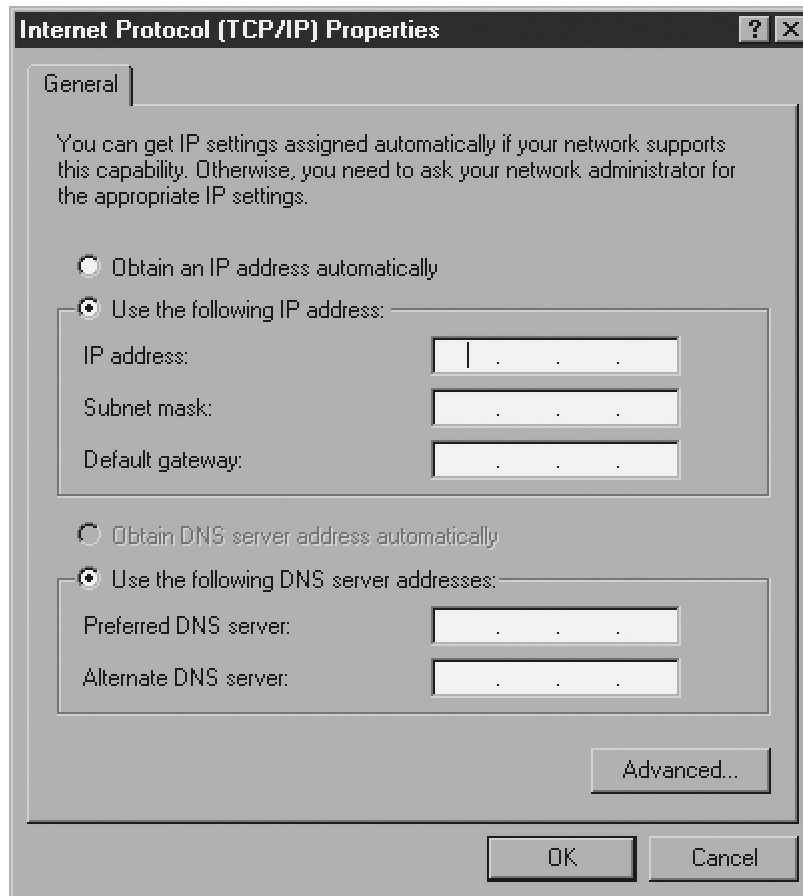 Internet Protocol (TCP/IP) Properties
General
You can get IP settings assigned automatically if your network supports
this capability. Otherwise, you need to ask your network administrator for
the appropriate IP settings.
Obtain an IP address automatically
Use the following IP address:
IP address:
Subnet mask:
Default gateway:
Obtain DNS server address automatically
Use the following DNS server addresses:
Preferred DNS server:
Alternate DNS server:
Advanced...
OK
Cancel